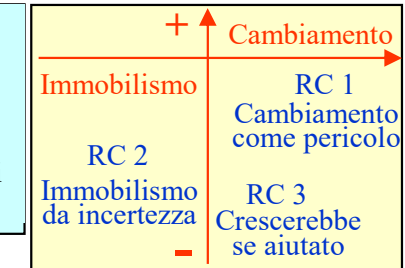 +
Cambiamento
Immobilismo
RC 1
Cambiamento
come pericolo
RC 2
Immobilismo
da incertezza
RC 3
Crescerebbe
se aiutato
-